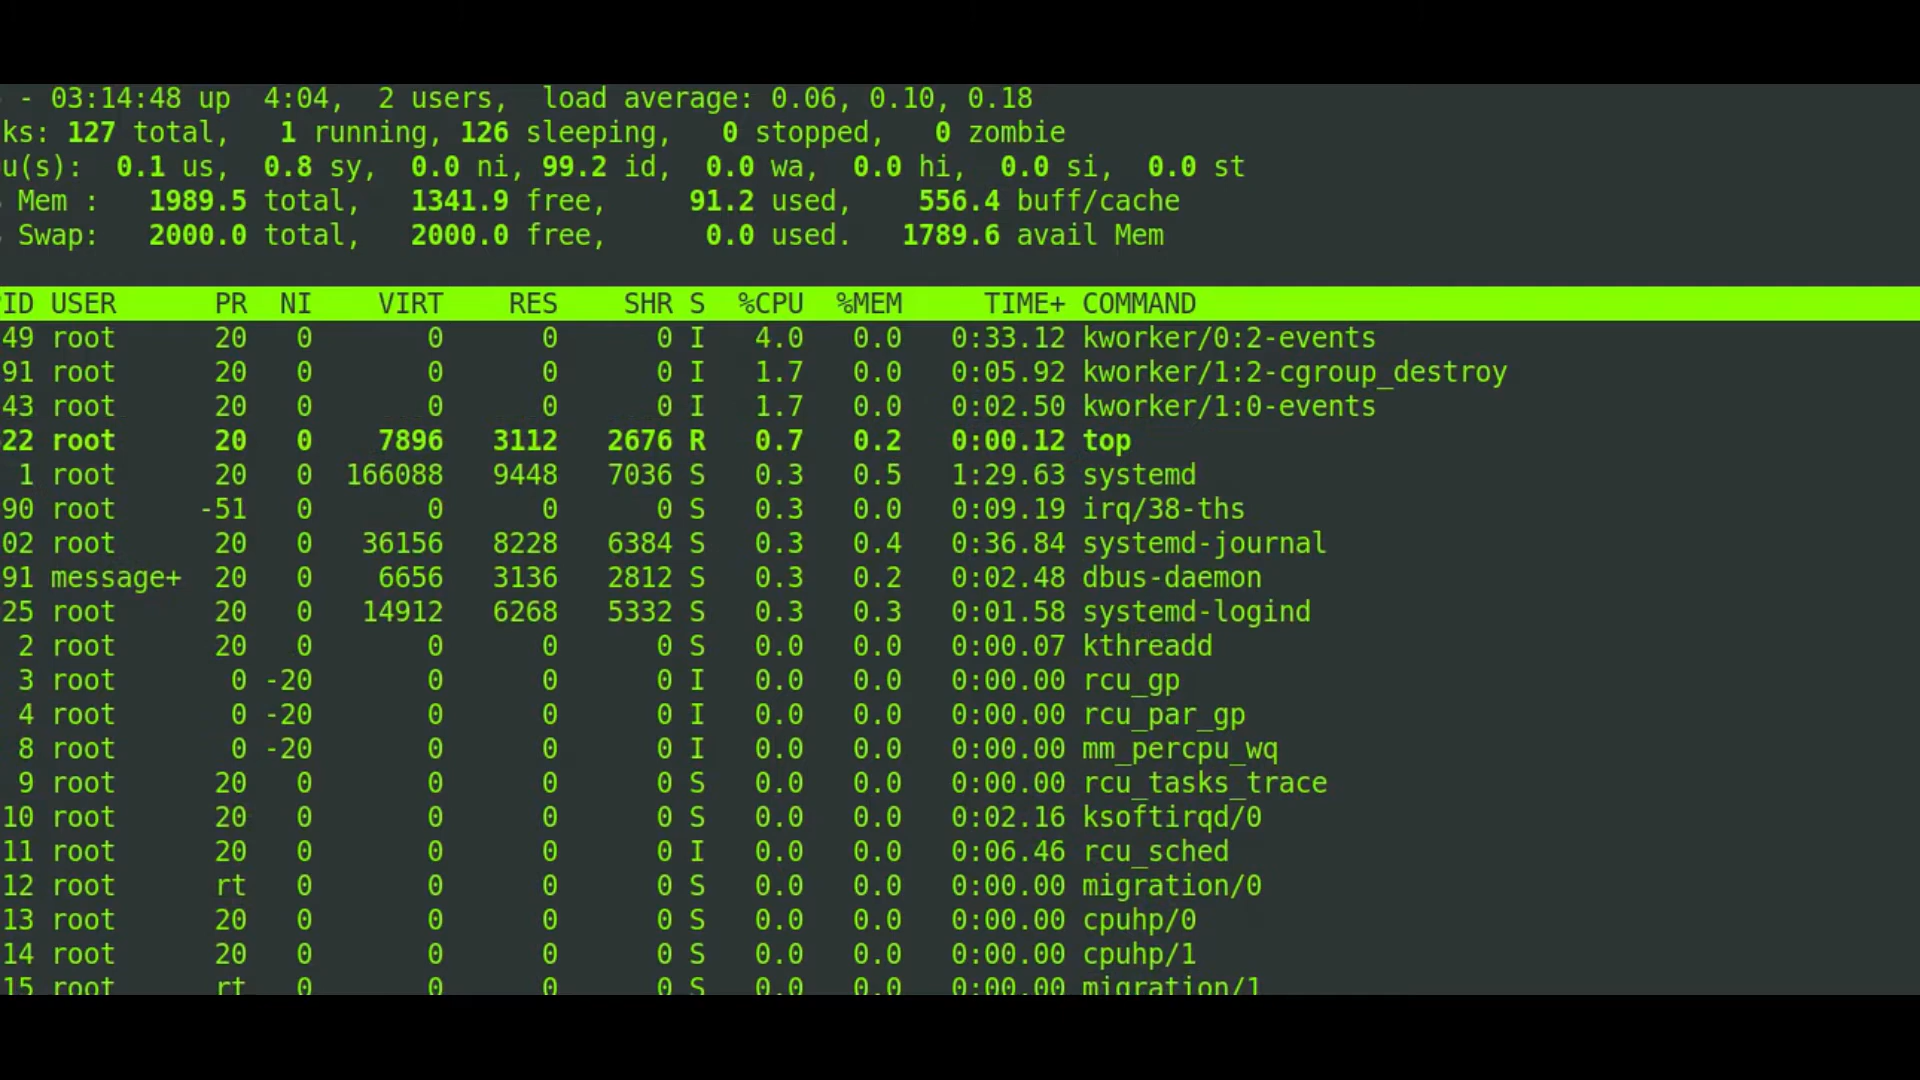 - 03:14:48 up 4:04, 2 users, load average: 0.06, 0.10, 0.18
ks: 127 total, 1 running, 126 sleeping, 0 stopped, 0 zombie
u(s): 0.1 us, 0.8 sy, 0.0 ni, 99.2 id, 0.0 wa, 0.0 hi, 0.0 si, 0.0 st
Mem : 1989.5 total, 1341.9 free, 91.2 used, 556.4 buff/cache
Swap: 2000.0 total, 2000.0 free, 0.0 used. 1789.6 avail Mem
ID USER PR NI VIRT RES SHR S %CPU %MEM TIME+ COMMAND
49 root 20 0 0 0 0 I 4.0 0.0 0:33.12 kworker/0:2-events
91 root 20 0 0 0 0 I 1.7 0.0 0:05.92 kworker/1:2-cgroup_destroy
43 root 20 0 0 0 0 I 1.7 0.0 0:02.50 kworker/1:0-events
22 root 20 0 7896 3112 2676 R 0.7 0.2 0:00.12 top
1 root 20 0 166088 9448 7036 S 0.3 0.5 1:29.63 systemd
90 root -51 0 0 0 0 S 0.3 0.0 0:09.19 irq/38-ths
02 root 20 0 36156 8228 6384 S 0.3 0.4 0:36.84 systemd-journal
91 message+ 20 0 6656 3136 2812 S 0.3 0.2 0:02.48 dbus-daemon
25 root 20 0 14912 6268 5332 S 0.3 0.3 0:01.58 systemd-logind
2 root 20 0 0 0 0 S 0.0 0.0 0:00.07 kthreadd
3 root 0 -20 0 0 0 I 0.0 0.0 0:00.00 rcu_gp
4 root 0 -20 0 0 0 I 0.0 0.0 0:00.00 rcu_par_gp
8 root 0 -20 0 0 0 I 0.0 0.0 0:00.00 mm_percpu_wq
9 root 20 0 0 0 0 S 0.0 0.0 0:00.00 rcu_tasks_trace
10 root 20 0 0 0 0 S 0.0 0.0 0:02.16 ksoftirqd/0
11 root 20 0 0 0 0 I 0.0 0.0 0:06.46 rcu_sched
12 root rt 0 0 0 0 S 0.0 0.0 0:00.00 migration/0
13 root 20 0 0 0 0 S 0.0 0.0 0:00.00 cpuhp/0
14 root 20 0 0 0 0 S 0.0 0.0 0:00.00 cpuhp/1
15 root rt 0 0 0 0 S 0.0 0.0 0:00.00 migration/1